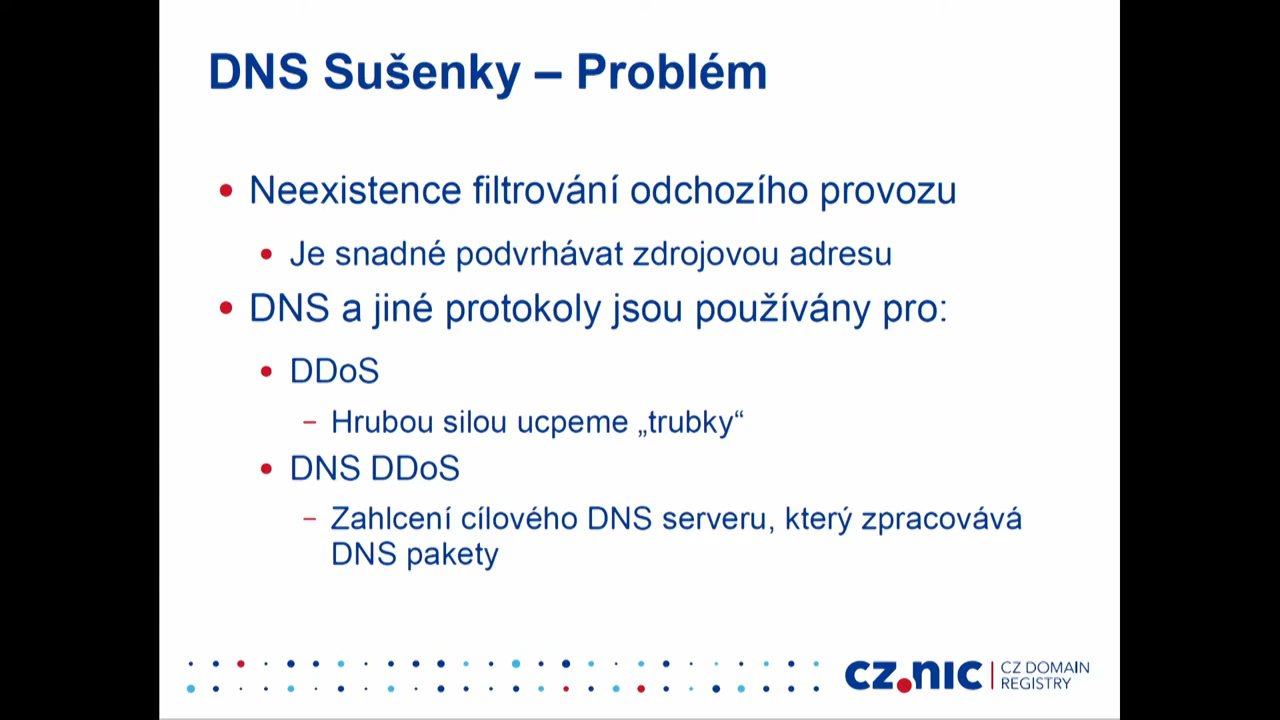 DNS Sušenky – Problém
Neexistence filtrování odchozího provozu
Je snadné podvrhávat zdrojovou adresu
DNS a jiné protokoly jsou používány pro:
DDoS
– Hrubou silou ucpeme „trubky“
DNS DDoS
– Zahlcení cílového DNS serveru, který zpracovává
DNS pakety
CZ.NIC
CZ DOMAIN
REGISTRY